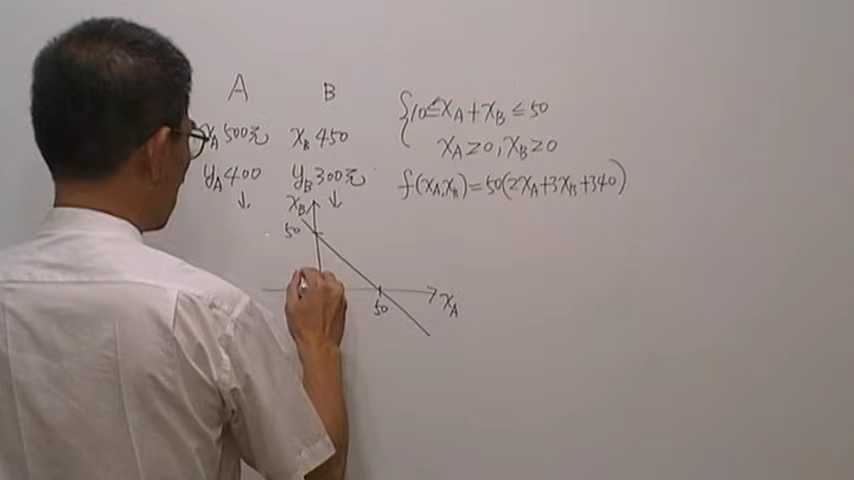 A B
x_A 500元 x_B 450
y_A 400 y_B 300元
↓ ↓
{10≤x_A+x_B≤50
x_A≥0, x_B≥0
f(x_A,x_B)=50(2x_A+3x_B+340)
x_B
50
50
x_A